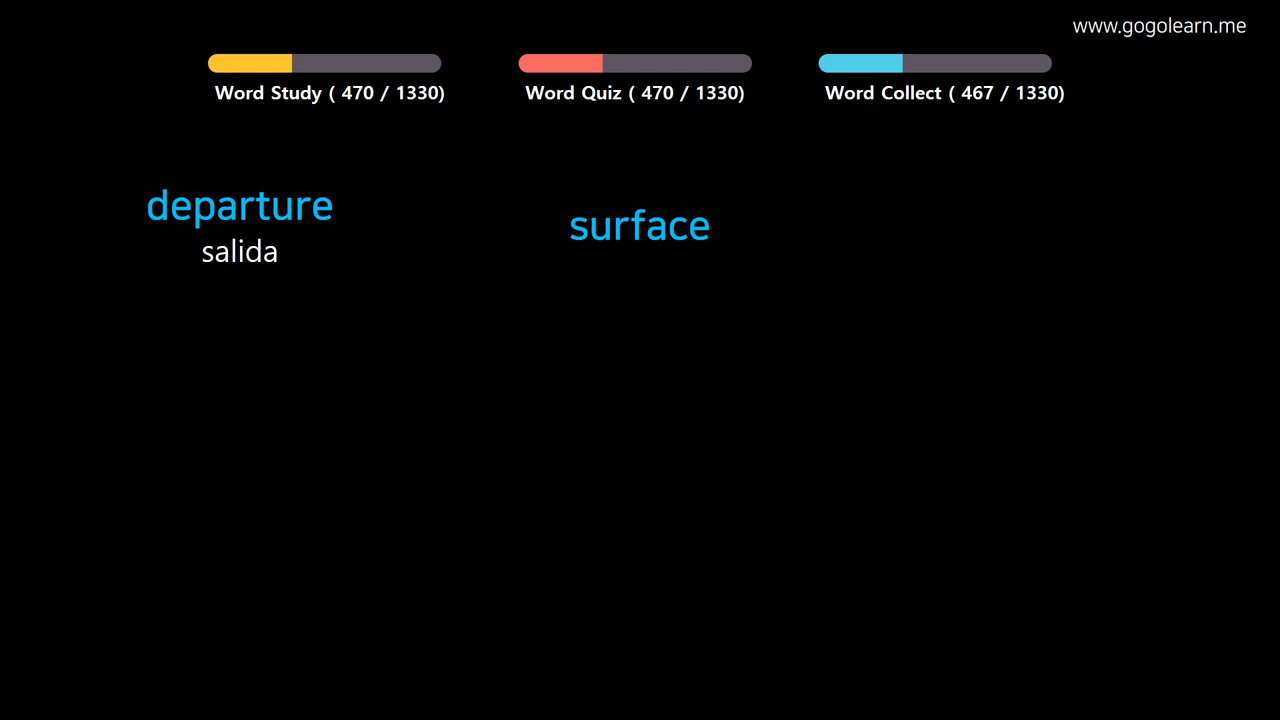 www.gogolearn.me
Word Study ( 470 / 1330)
Word Quiz ( 470 / 1330)
Word Collect ( 467 / 1330)
departure
salida
surface